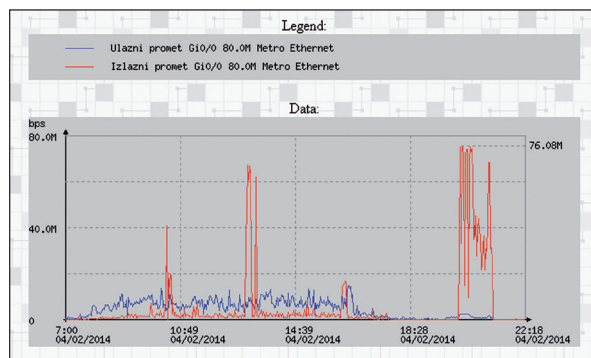 Legend:
Ulazni promet Gi0/0 80.0M Metro Ethernet
Izlazni promet Gi0/0 80.0M Metro Ethernet
Data:
bps
80.0M
76.08M
40.0M
0
7:00 10:49 14:39 18:28 22:18
04/02/2014 04/02/2014 04/02/2014 04/02/2014 04/02/2014